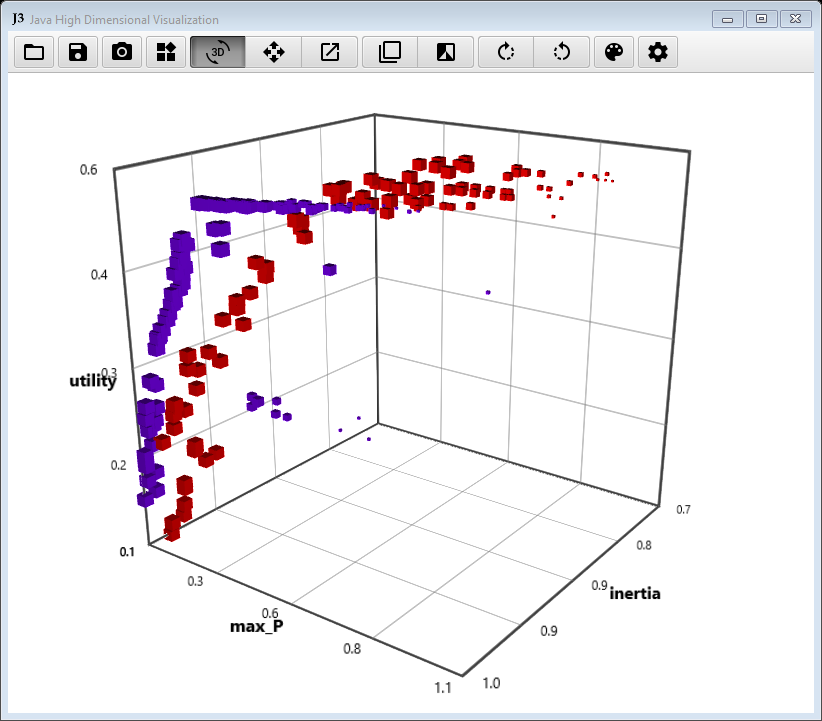 J3 Java High Dimensional Visualization
3D
0.6
0.4
0.3
utility
0.2
0.1
0.3
0.6
max_P
0.8
1.1
1.0
0.9
0.9
inertia
0.8
0.7